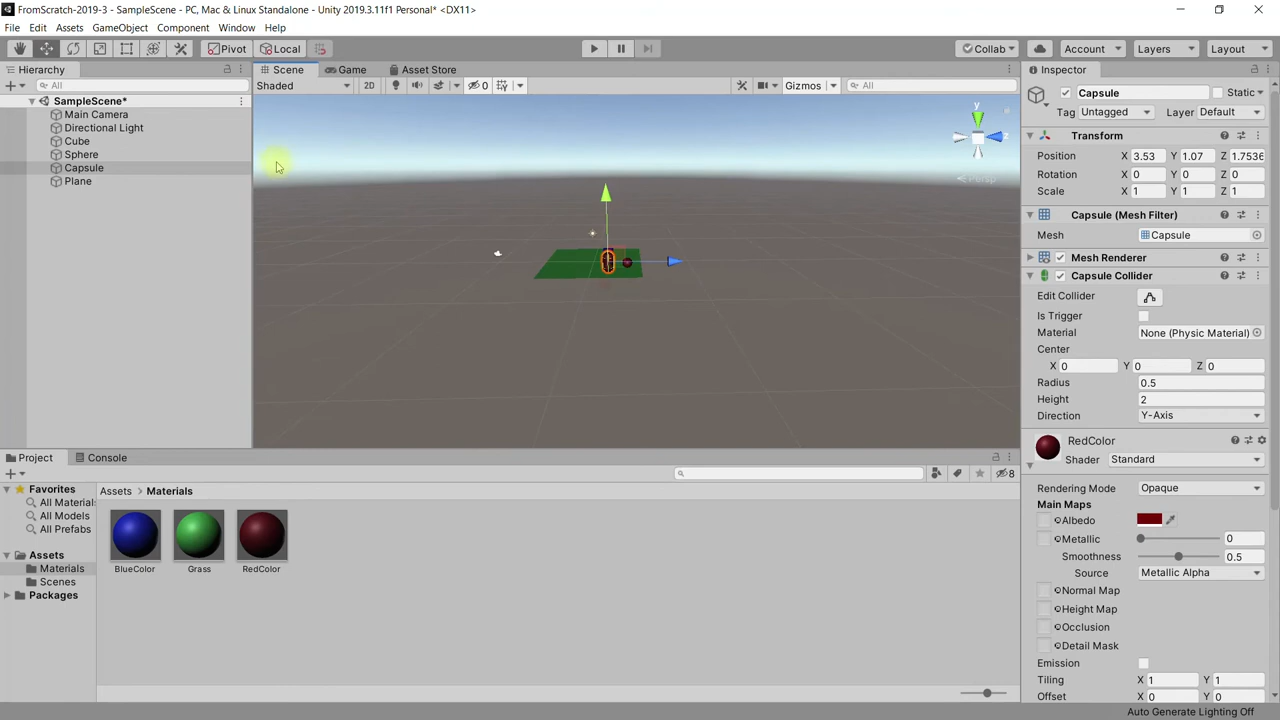 FromScratch-2019-3 - SampleScene - PC, Mac & Linux Standalone - Unity 2019.3.11f1 Personal* <DX11>
File Edit Assets GameObject Component Window Help
Pivot Local Collab Account Layers Layout
Hierarchy Scene Game Asset Store Inspector
All Shaded 2D 0 Gizmos All
Capsule Static
Tag Untagged Layer Default
SampleScene*
Main Camera
Directional Light
Cube
Sphere
Capsule
Plane
y
Persp
Transform
Position X 3.53 Y 1.07 Z 1.7536
Rotation X 0 Y 0 Z 0
Scale X 1 Y 1 Z 1
Capsule (Mesh Filter)
Mesh Capsule
Mesh Renderer
Capsule Collider
Edit Collider
Is Trigger
Material None (Physic Material)
Center
X 0 Y 0 Z 0
Radius 0.5
Height 2
Direction Y-Axis
RedColor
Shader Standard
Rendering Mode Opaque
Main Maps
Albedo
Metallic 0
Smoothness 0.5
Source Metallic Alpha
Normal Map
Height Map
Occlusion
Detail Mask
Emission
Tiling X 1 Y 1
Offset X 0 Y 0
Project Console
8
Favorites
All Material
All Models
All Prefabs
Assets
Materials
Scenes
Packages
Assets > Materials
BlueColor Grass RedColor
Auto Generate Lighting Off